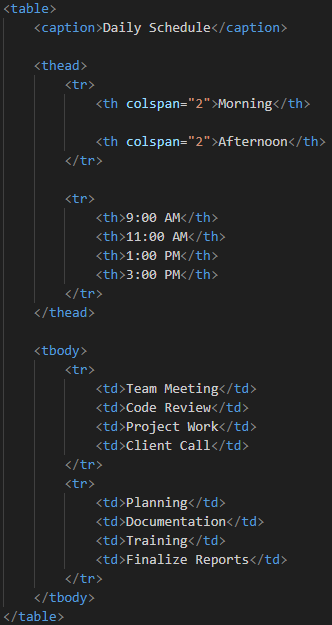 <table>
<caption>Daily Schedule</caption>
<thead>
<tr>
<th colspan="2">Morning</th>
<th colspan="2">Afternoon</th>
</tr>
<tr>
<th>9:00 AM</th>
<th>11:00 AM</th>
<th>1:00 PM</th>
<th>3:00 PM</th>
</tr>
</thead>
<tbody>
<tr>
<td>Team Meeting</td>
<td>Code Review</td>
<td>Project Work</td>
<td>Client Call</td>
</tr>
<tr>
<td>Planning</td>
<td>Documentation</td>
<td>Training</td>
<td>Finalize Reports</td>
</tr>
</tbody>
</table>